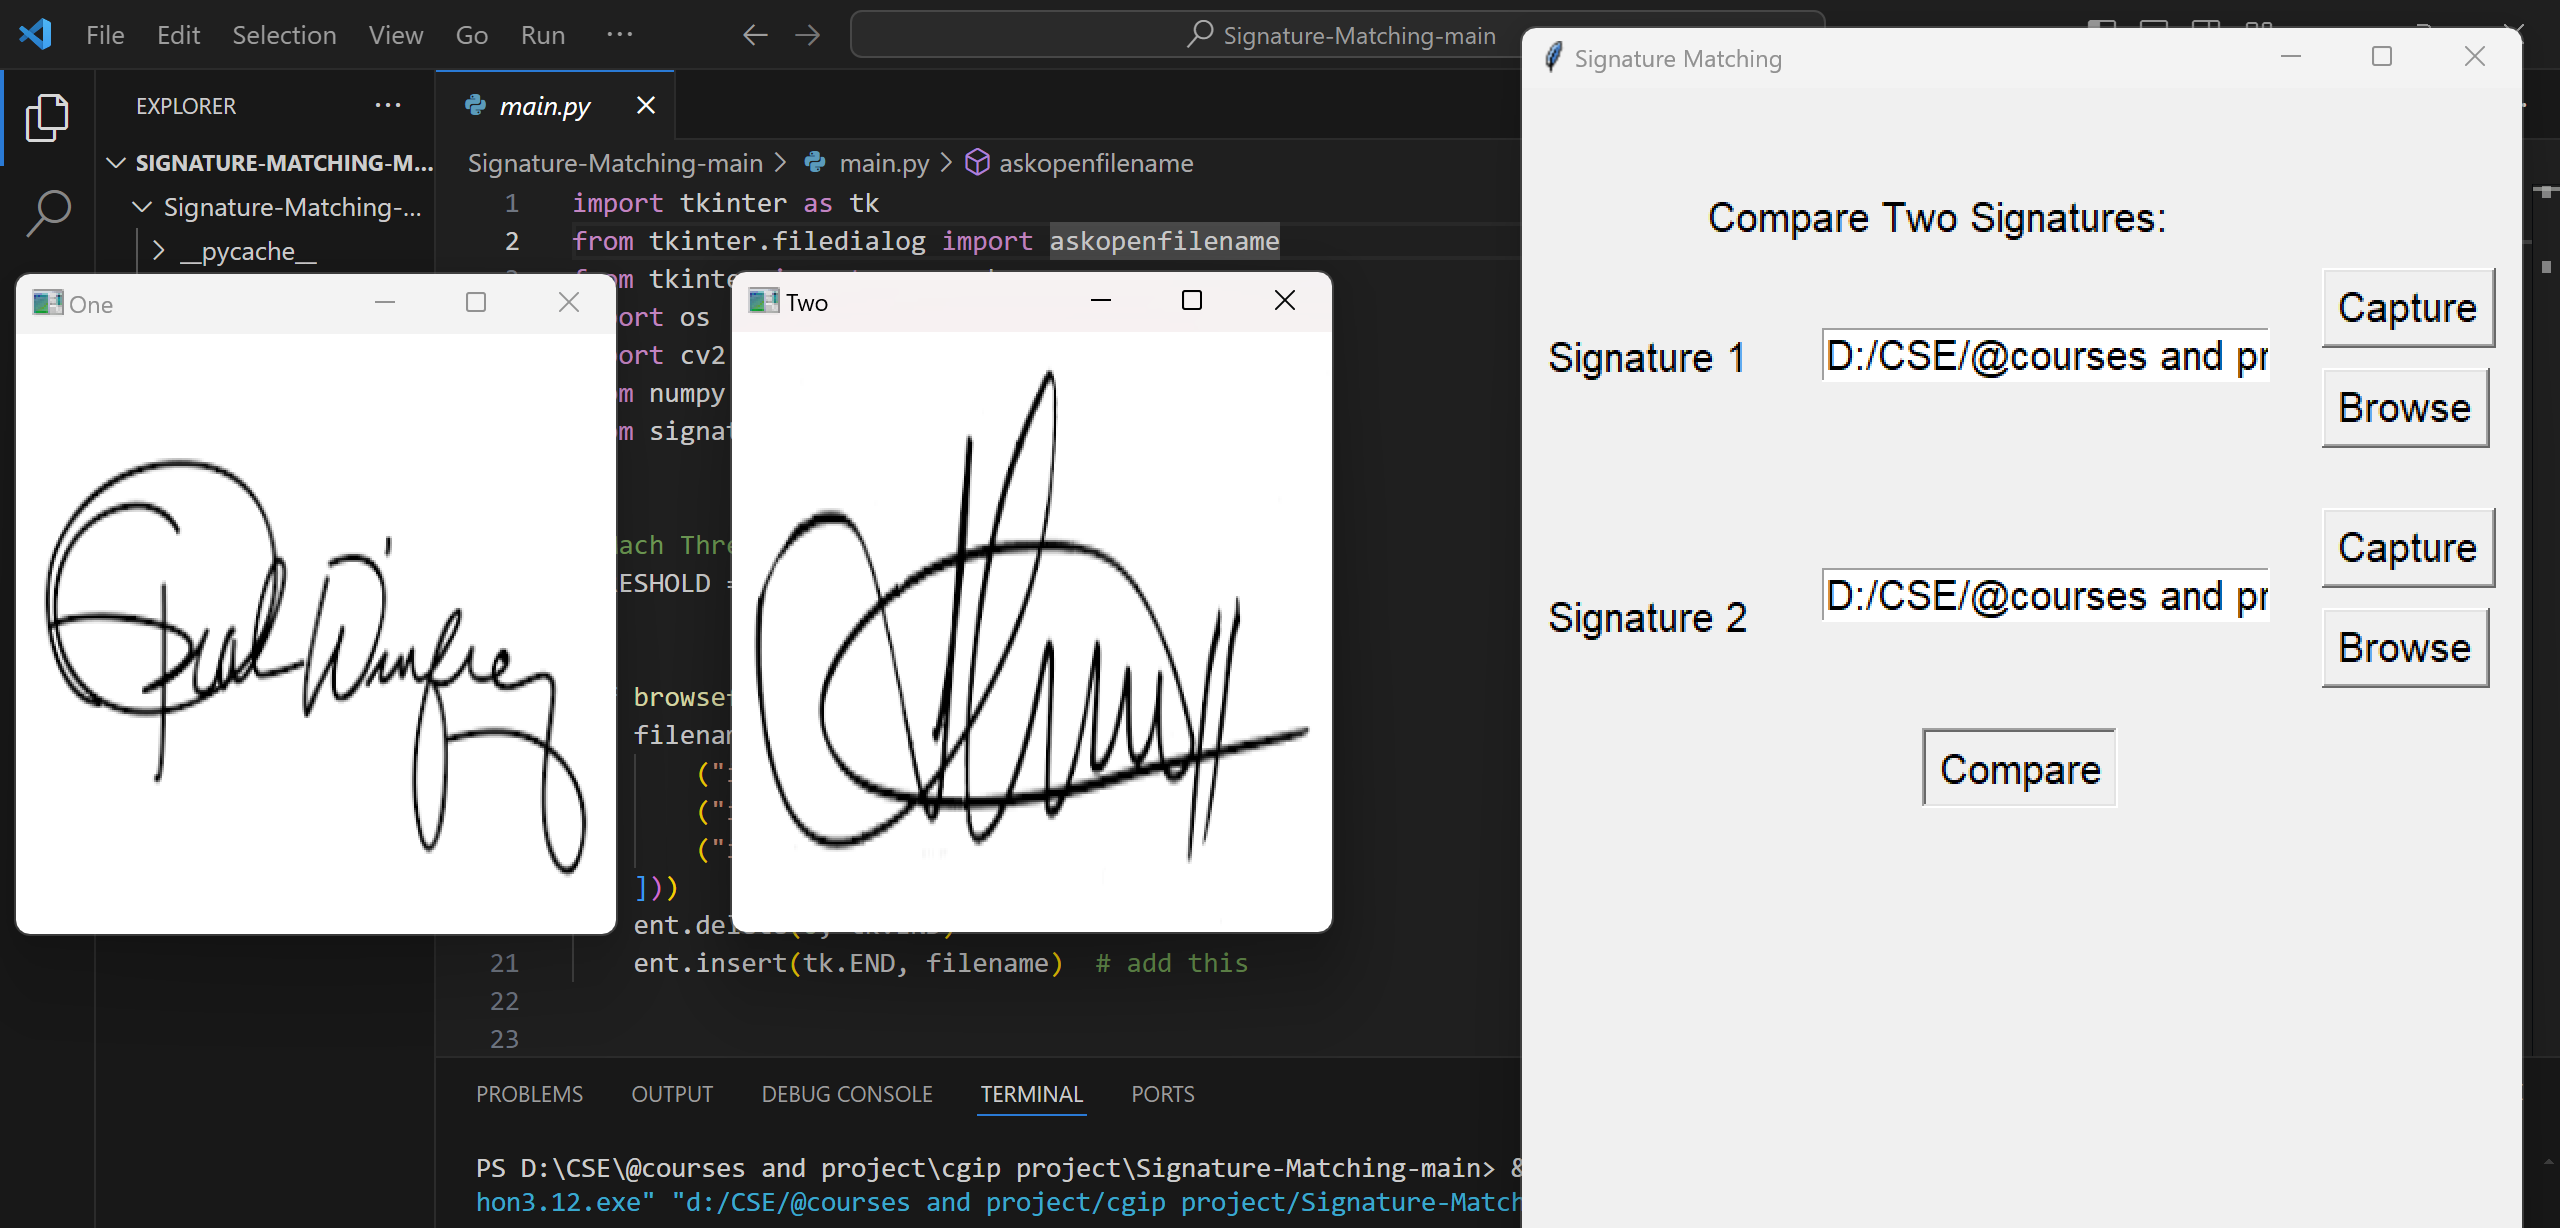 File Edit Selection View Go Run ···
Signature-Matching-main
EXPLORER ···
SIGNATURE-MATCHING-M...
Signature-Matching-...
__pycache__
main.py
Signature-Matching-main > main.py > askopenfilename
1 import tkinter as tk
2 from tkinter.filedialog import askopenfilename
m tkinte
ort os
ort cv2
m numpy
m signat
ach Thre
ESHOLD =
browse
filenam
("
("
("
]))
ent.del
21 ent.insert(tk.END, filename) # add this
22
23
One
Two
PROBLEMS OUTPUT DEBUG CONSOLE TERMINAL PORTS
PS D:\CSE\@courses and project\cgip project\Signature-Matching-main> &
hon3.12.exe" "d:/CSE/@courses and project/cgip project/Signature-Match
Signature Matching
Compare Two Signatures:
Capture
Signature 1 D:/CSE/@courses and pr
Browse
Capture
Signature 2 D:/CSE/@courses and pr
Browse
Compare